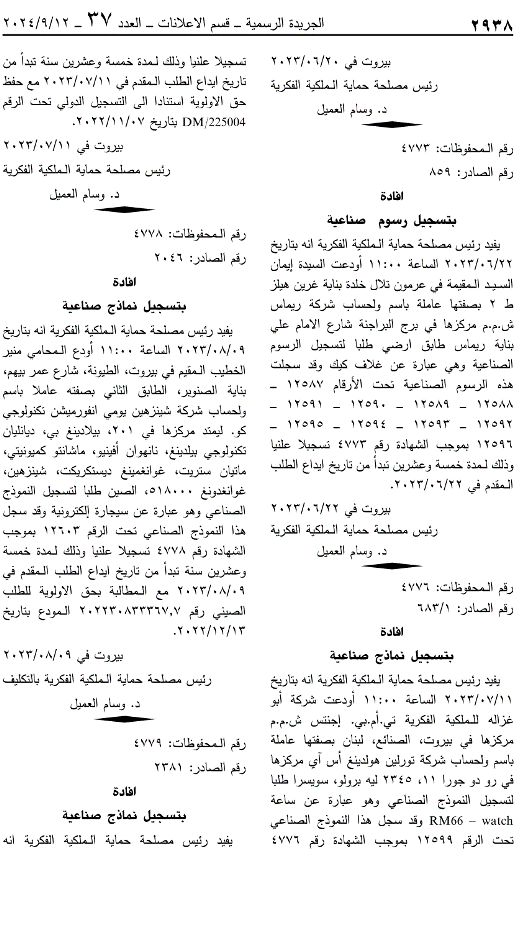 ٢٩٣٨
الجريدة الرسمية – قسم الاعلانات – العدد ٣٧ – ٢٠٢٤/٩/١٢
بيروت في ٢٠٢٣/٠٦/٢٠
رئيس مصلحة حماية الملكية الفكرية
د. وسام العميل
رقم المحفوظات: ٤٧٧٣
رقم الصادر: ٨٥٩
افادة
بتسجيل رسوم صناعية
يفيد رئيس مصلحة حماية الملكية الفكرية انه بتاريخ
٢٠٢٣/٠٦/٢٢ الساعة ١١:٠٠ أودعت السيدة إيمان
السيد المقيمة في عرمون تلال خلدة بناية غرين هيلز
ط ٢ بصفتها عاملة باسم ولحساب شركة ريماس
ش.م.م مركزها في برج البراجنة شارع الامام علي
بناية ريماس طابق ارضي طلبا لتسجيل الرسوم
الصناعية وهي عبارة عن غلاف كيك وقد سجلت
هذه الرسوم الصناعية تحت الأرقام ١٢٥٨٧ –
١٢٥٨٨ – ١٢٥٨٩ – ١٢٥٩٠ – ١٢٥٩١ –
١٢٥٩٢ – ١٢٥٩٣ – ١٢٥٩٤ – ١٢٥٩٥ –
١٢٥٩٦ بموجب الشهادة رقم ٤٧٧٣ تسجيلا علنيا
وذلك لمدة خمسة وعشرين تبدأ من تاريخ ايداع الطلب
المقدم في ٢٠٢٣/٠٦/٢٢.
بيروت في ٢٠٢٣/٠٦/٢٢
رئيس مصلحة حماية الملكية الفكرية
د. وسام العميل
رقم المحفوظات: ٤٧٧٦
رقم الصادر: ٦٨٣/١
افادة
بتسجيل نماذج صناعية
يفيد رئيس مصلحة حماية الملكية الفكرية انه بتاريخ
٢٠٢٣/٠٧/١١ الساعة ١١:٠٠ أودعت شركة أبو
غزاله للملكية الفكرية تي.أم.بي. إجنتس ش.م.م
مركزها في بيروت، الصنائع، لبنان بصفتها عاملة
باسم ولحساب شركة تورلين هولدينغ أس آي مركزها
في رو دو جورا ١١، ٢٣٤٥ ليه برولو، سويسرا طلبا
لتسجيل النموذج الصناعي وهو عبارة عن ساعة
RM66 – watch وقد سجل هذا النموذج الصناعي
تحت الرقم ١٢٥٩٩ بموجب الشهادة رقم ٤٧٧٦
تسجيلا علنيا وذلك لمدة خمسة وعشرين سنة تبدأ من
تاريخ ايداع الطلب المقدم في ٢٠٢٣/٠٧/١١ مع حفظ
حق الاولوية استنادا الى التسجيل الدولي تحت الرقم
DM/225004 بتاريخ ٢٠٢٢/١١/٠٧.
بيروت في ٢٠٢٣/٠٧/١١
رئيس مصلحة حماية الملكية الفكرية
د. وسام العميل
رقم المحفوظات: ٤٧٧٨
رقم الصادر: ٢٠٤٦
افادة
بتسجيل نماذج صناعية
يفيد رئيس مصلحة حماية الملكية الفكرية انه بتاريخ
٢٠٢٣/٠٨/٠٩ الساعة ١١:٠٠ أودع المحامي منير
الخطيب المقيم في بيروت، الطيونة، شارع عمر بيهم،
بناية الصنوبر، الطابق الثاني بصفته عاملا باسم
ولحساب شركة شينزهين يومي انفورميشن تكنولوجي
كو. ليمتد مركزها في ٢٠١، بيلادينغ بي، ديانليان
تكنولوجي بيلدينغ، نانهوان أفينيو، ماشانتو كميونيتي،
ماتيان ستريت، غوانغمينغ ديستكريكت، شينزهين،
غوانغدونغ ٥١٨٠٠٠، الصين طلبا لتسجيل النموذج
الصناعي وهو عبارة عن سيجارة إلكترونية وقد سجل
هذا النموذج الصناعي تحت الرقم ١٢٦٠٣ بموجب
الشهادة رقم ٤٧٧٨ تسجيلا علنيا وذلك لمدة خمسة
وعشرين سنة تبدأ من تاريخ ايداع الطلب المقدم في
٢٠٢٣/٠٨/٠٩ مع المطالبة بحق الاولوية للطلب
الصيني رقم ٢٠٢٢٣٠٨٣٣٣٦٧,٧ المودع بتاريخ
٢٠٢٢/١٢/١٣.
بيروت في ٢٠٢٣/٠٨/٠٩
رئيس مصلحة حماية الملكية الفكرية بالتكليف
د. وسام العميل
رقم المحفوظات: ٤٧٧٩
رقم الصادر: ٢٣٨١
افادة
بتسجيل نماذج صناعية
يفيد رئيس مصلحة حماية الملكية الفكرية انه